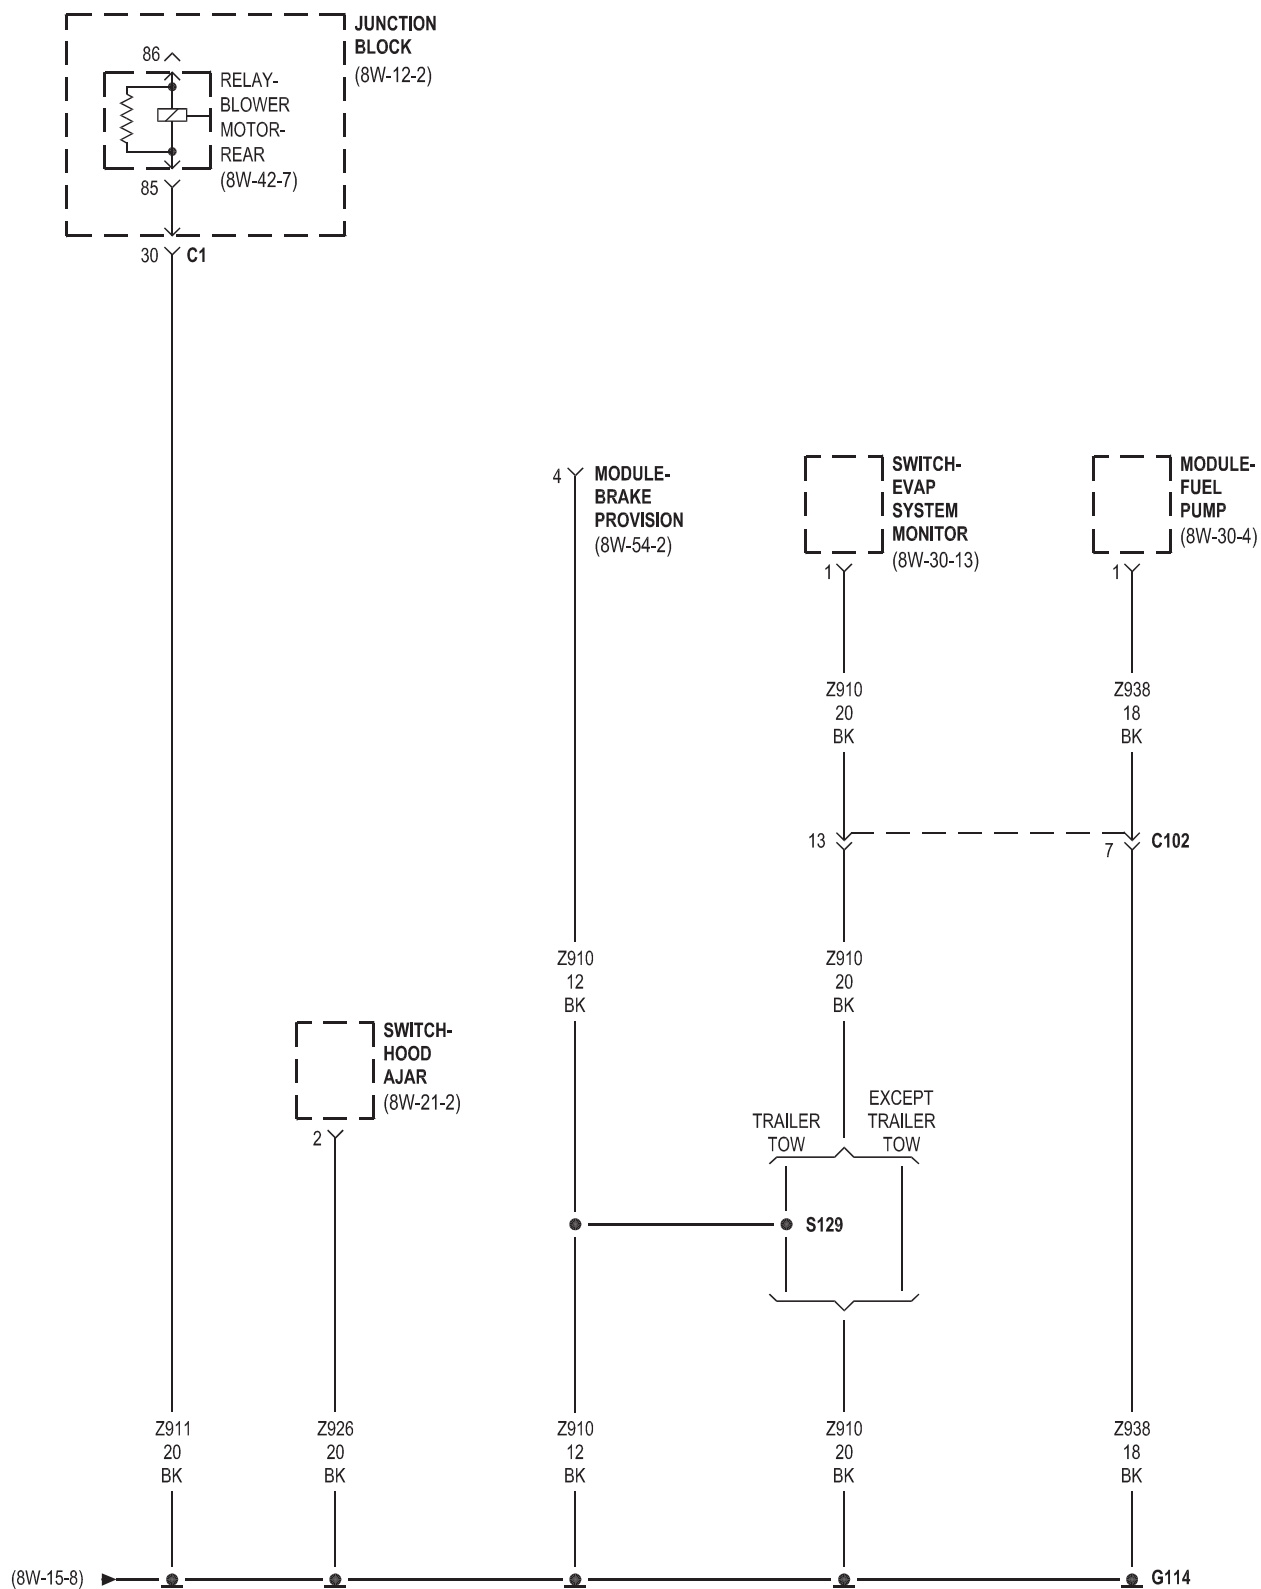 JUNCTION
BLOCK
(8W-12-2)
86
RELAY-
BLOWER
MOTOR-
REAR
(8W-42-7)
85
30
C1
4
MODULE-
BRAKE
PROVISION
(8W-54-2)
SWITCH-
EVAP
SYSTEM
MONITOR
(8W-30-13)
1
MODULE-
FUEL
PUMP
(8W-30-4)
1
Z910
20
BK
Z938
18
BK
13
7
C102
Z910
12
BK
Z910
20
BK
SWITCH-
HOOD
AJAR
(8W-21-2)
2
TRAILER
TOW
EXCEPT
TRAILER
TOW
S129
Z911
20
BK
Z926
20
BK
Z910
12
BK
Z910
20
BK
Z938
18
BK
(8W-15-8)
G114